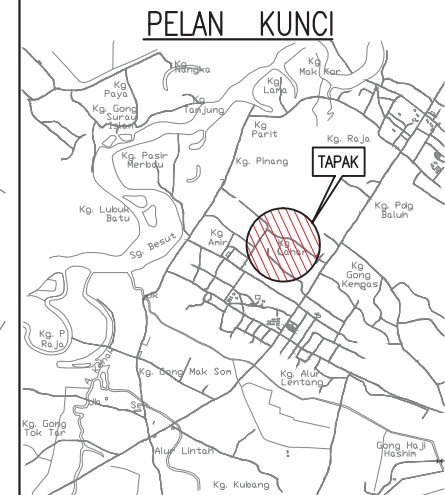 PELAN KUNCI
Kg
Nangka
Kg
Paya
Kg
Lama
Kg
Mak Kor
Kg. Gong
Surau
Islam
Kg
Tanjung
Kg
Parit
Kg. Raja
Kg. Pasir
Merbau
Kg. Pinang
TAPAK
Kg. Lubuk
Batu
Kg. Pdg
Baluh
Sg. Besut
Kg
Amir
Kg
Kg
Gong
Kempas
Kg. P
Raja
Kg. Gong Mak Som
Kg. Alur
Lentang
Kg. Gong
Tok Tar
Alur Lintah
Gong Haji
Hashim
Kg. Kubang